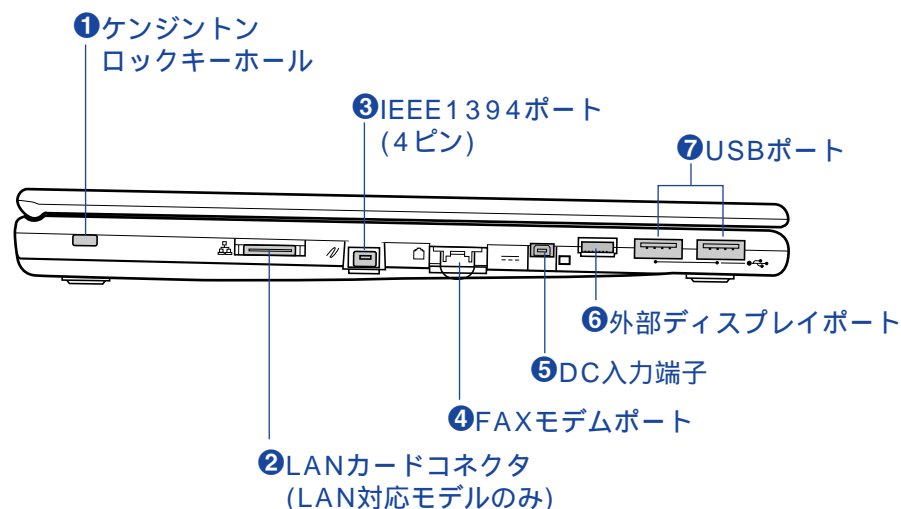 ❶ケンジントン
ロックキーホール
❸IEEE1394ポート
(4ピン)
❼USBポート
❻外部ディスプレイポート
❺DC入力端子
❹FAXモデムポート
❷LANカードコネクタ
(LAN対応モデルのみ)